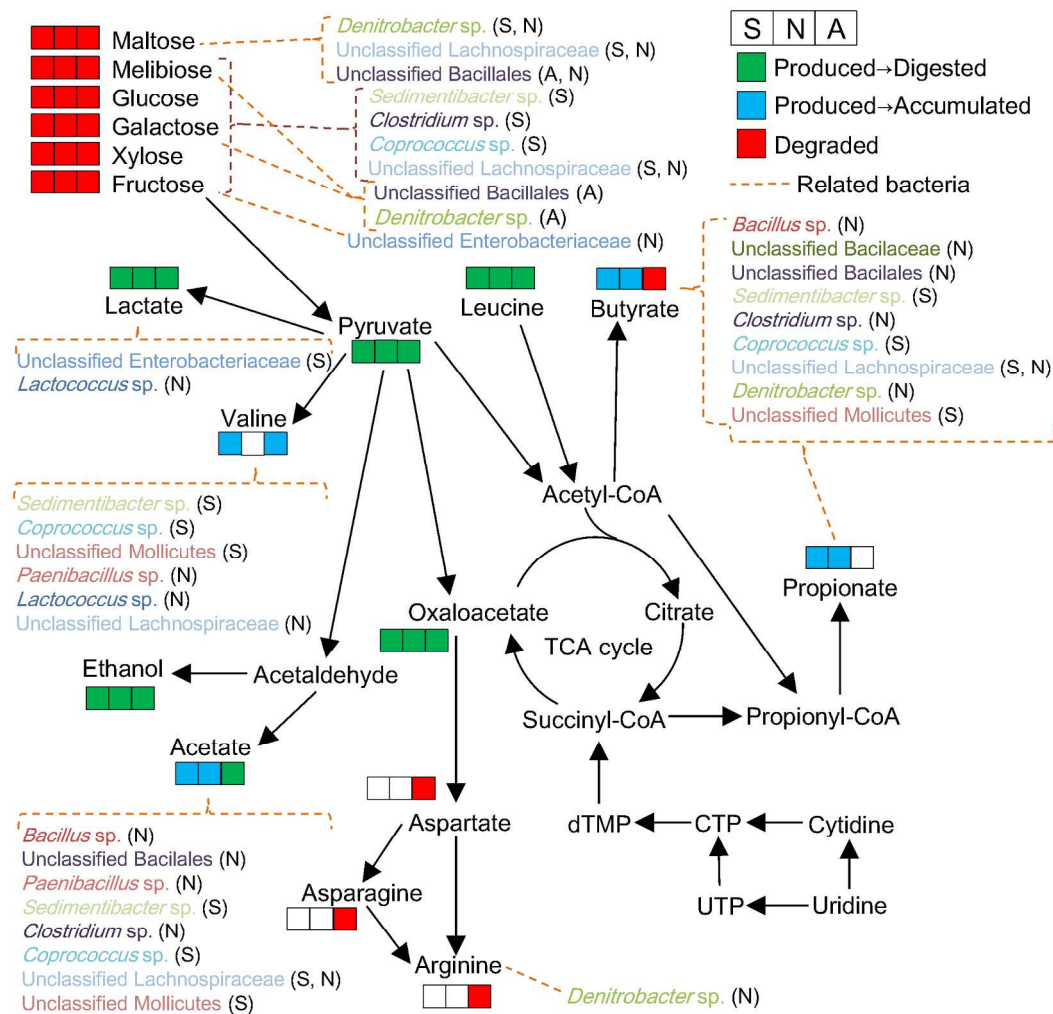 Maltose
Melibiose
Glucose
Galactose
Xylose
Fructose
Denitrobacter sp. (S, N)
Unclassified Lachnospiraceae (S, N)
Unclassified Bacillales (A, N)
Sedimentibacter sp. (S)
Clostridium sp. (S)
Coprococcus sp. (S)
Unclassified Lachnospiraceae (S, N)
Unclassified Bacillales (A)
Denitrobacter sp. (A)
Unclassified Enterobacteriaceae (N)
S N A
Produced→Digested
Produced→Accumulated
Degraded
Related bacteria
Bacillus sp. (N)
Unclassified Bacilaceae (N)
Unclassified Bacilales (N)
Sedimentibacter sp. (S)
Clostridium sp. (N)
Coprococcus sp. (S)
Unclassified Lachnospiraceae (S, N)
Denitrobacter sp. (N)
Unclassified Mollicutes (S)
Lactate
Pyruvate
Leucine
Butyrate
Unclassified Enterobacteriaceae (S)
Lactococcus sp. (N)
Valine
Sedimentibacter sp. (S)
Coprococcus sp. (S)
Unclassified Mollicutes (S)
Paenibacillus sp. (N)
Lactococcus sp. (N)
Unclassified Lachnospiraceae (N)
Acetyl-CoA
Propionate
Oxaloacetate
Citrate
TCA cycle
Ethanol
Acetaldehyde
Succinyl-CoA
Propionyl-CoA
Acetate
Bacillus sp. (N)
Unclassified Bacilales (N)
Paenibacillus sp. (N)
Sedimentibacter sp. (S)
Clostridium sp. (N)
Coprococcus sp. (S)
Unclassified Lachnospiraceae (S, N)
Unclassified Mollicutes (S)
Aspartate
dTMP
CTP
Cytidine
Asparagine
UTP
Uridine
Arginine
Denitrobacter sp. (N)